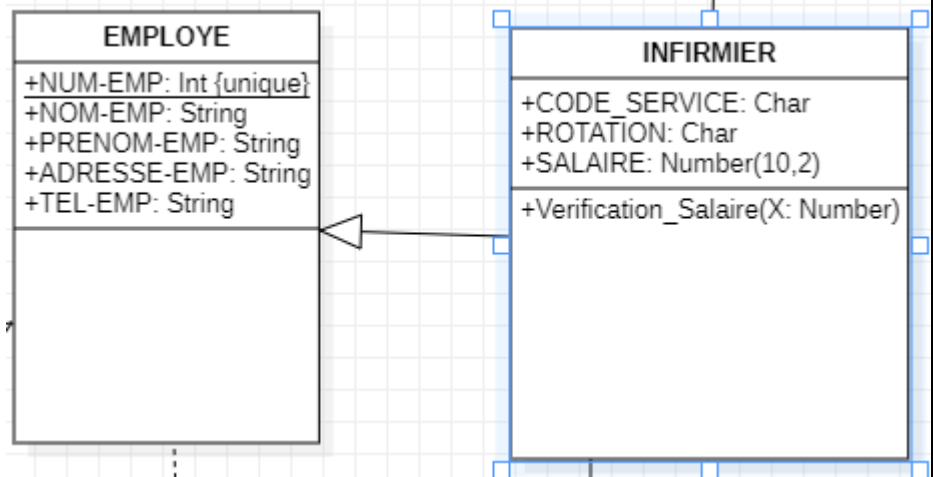 EMPLOYE
+NUM-EMP: Int {unique}
+NOM-EMP: String
+PRENOM-EMP: String
+ADRESSE-EMP: String
+TEL-EMP: String
INFIRMIER
+CODE_SERVICE: Char
+ROTATION: Char
+SALAIRE: Number(10,2)
+Verification_Salaire(X: Number)